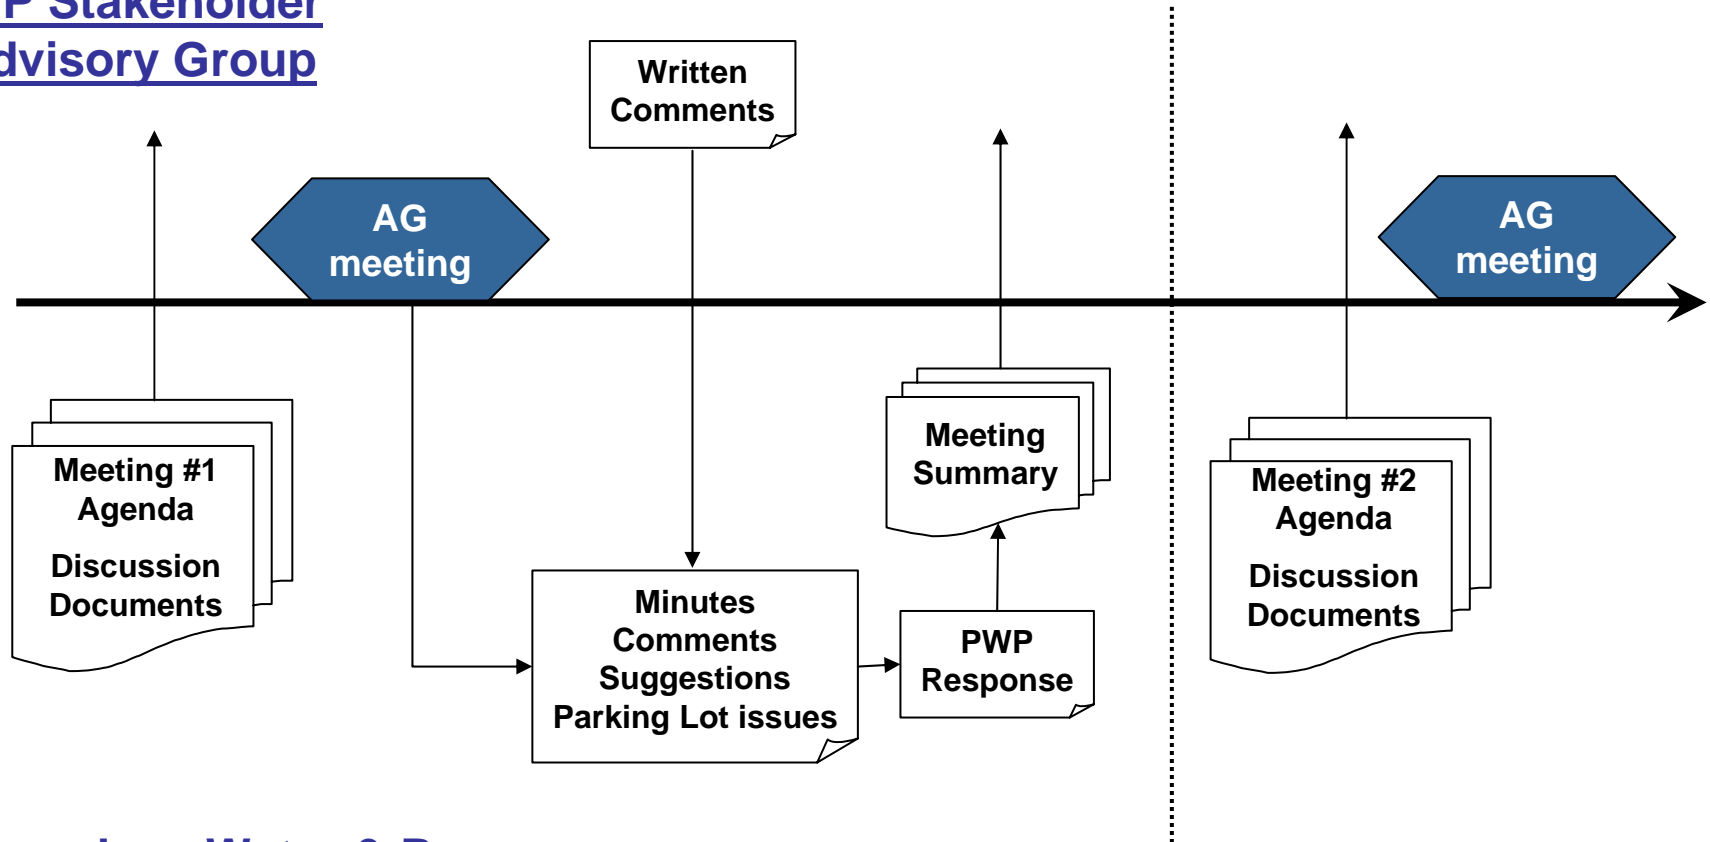 P Stakeholder
dvisory Group
Written
Comments
AG
meeting
AG
meeting
Meeting #1
Agenda
Discussion
Documents
Meeting
Summary
Meeting #2
Agenda
Discussion
Documents
Minutes
Comments
Suggestions
Parking Lot issues
PWP
Response